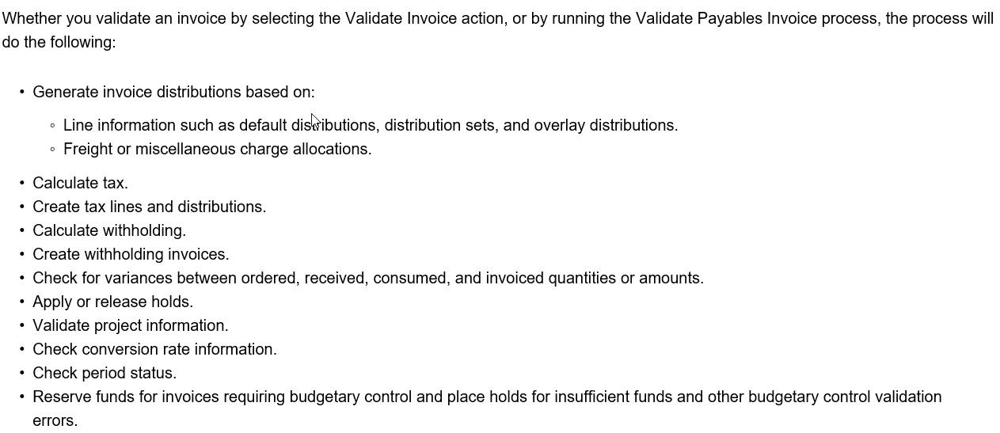 Whether you validate an invoice by selecting the Validate Invoice action, or by running the Validate Payables Invoice process, the process will
do the following:
• Generate invoice distributions based on:
◦ Line information such as default distributions, distribution sets, and overlay distributions.
◦ Freight or miscellaneous charge allocations.
• Calculate tax.
• Create tax lines and distributions.
• Calculate withholding.
• Create withholding invoices.
• Check for variances between ordered, received, consumed, and invoiced quantities or amounts.
• Apply or release holds.
• Validate project information.
• Check conversion rate information.
• Check period status.
• Reserve funds for invoices requiring budgetary control and place holds for insufficient funds and other budgetary control validation
errors.